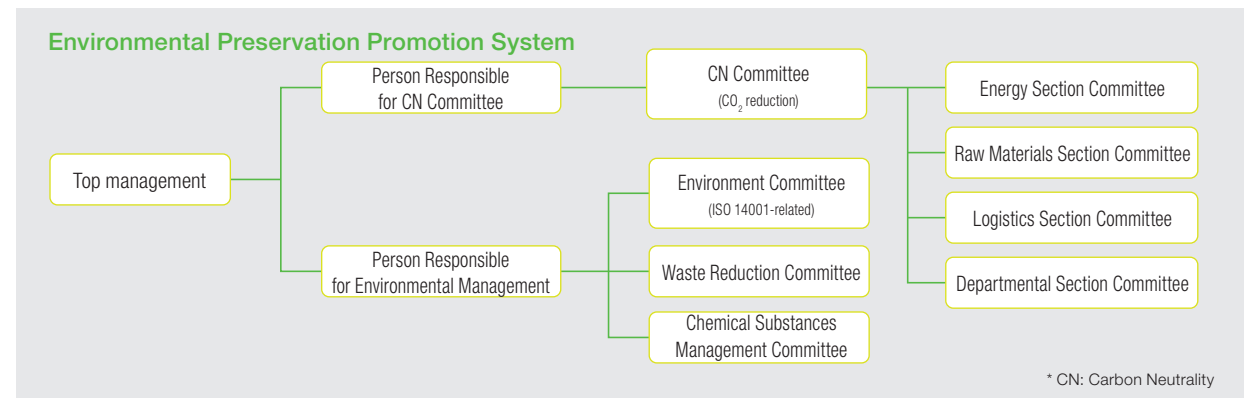 Environmental Preservation Promotion System
Top management
Person Responsible
for CN Committee
Person Responsible
for Environmental Management
CN Committee
(CO₂ reduction)
Environment Committee
(ISO 14001-related)
Waste Reduction Committee
Chemical Substances
Management Committee
Energy Section Committee
Raw Materials Section Committee
Logistics Section Committee
Departmental Section Committee
* CN: Carbon Neutrality